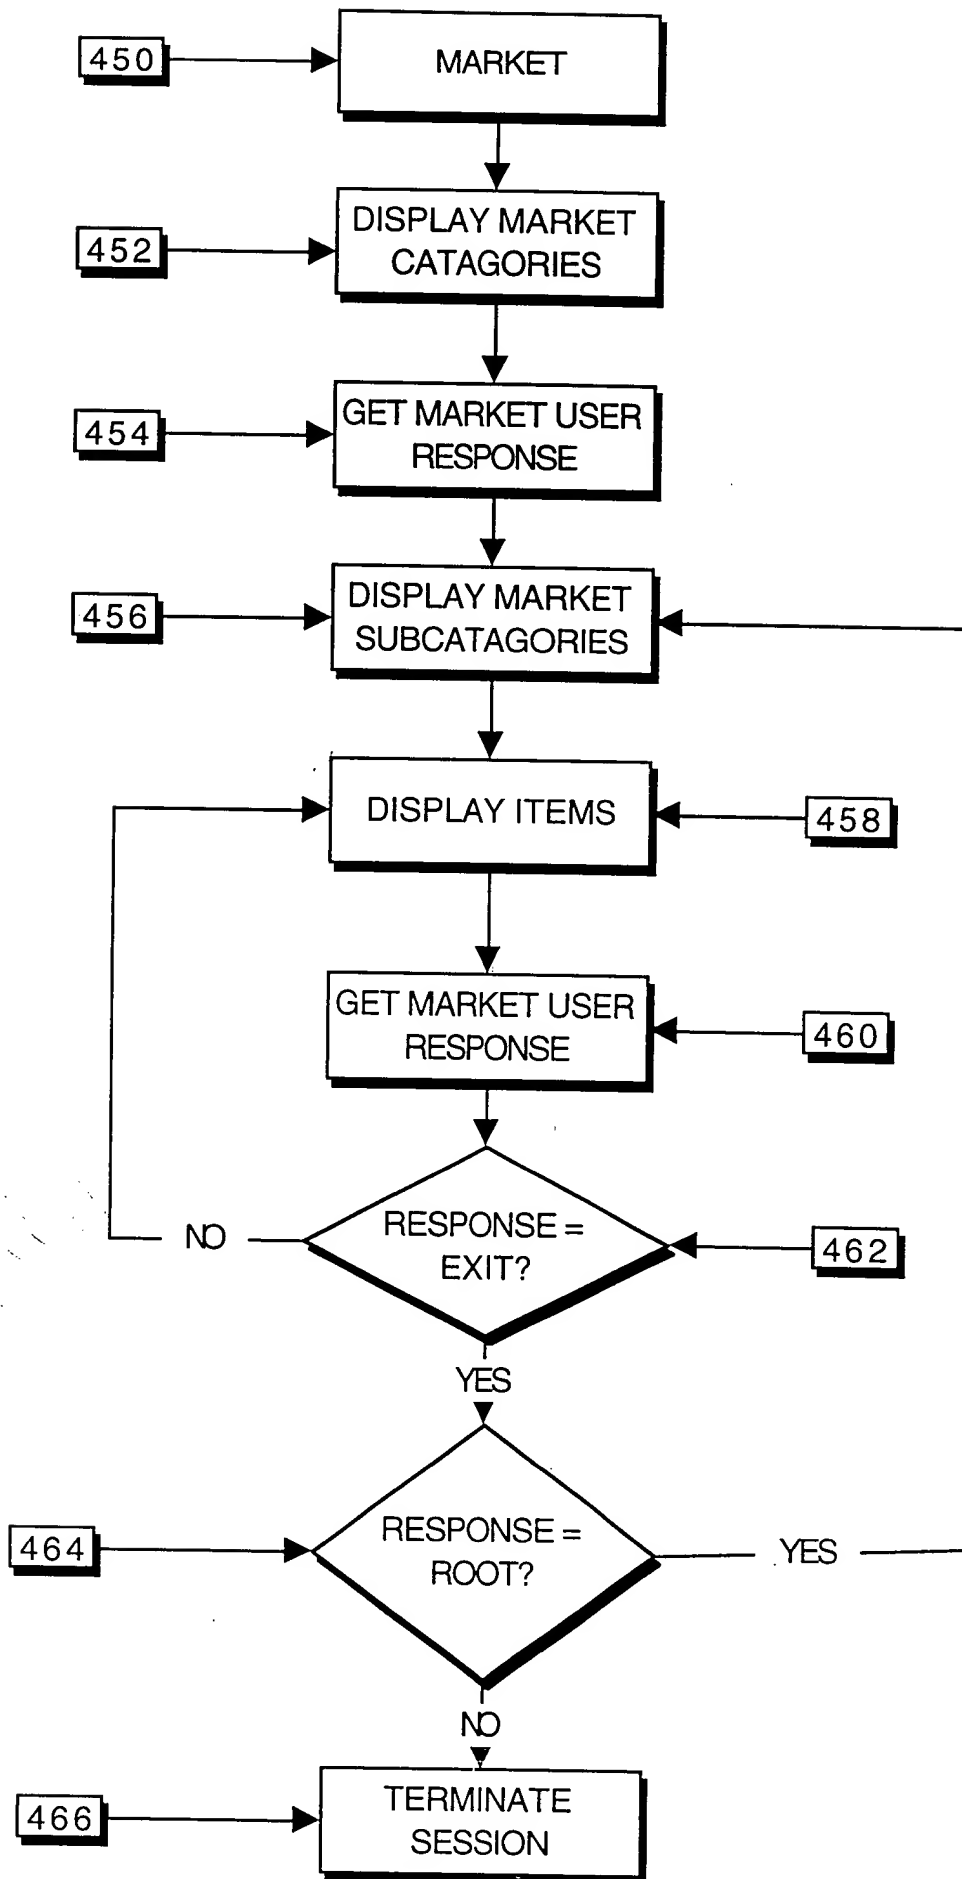 450
MARKET
452
DISPLAY MARKET
CATAGORIES
454
GET MARKET USER
RESPONSE
456
DISPLAY MARKET
SUBCATAGORIES
DISPLAY ITEMS
458
GET MARKET USER
RESPONSE
460
RESPONSE =
EXIT?
NO
462
YES
464
RESPONSE =
ROOT?
YES
NO
466
TERMINATE
SESSION